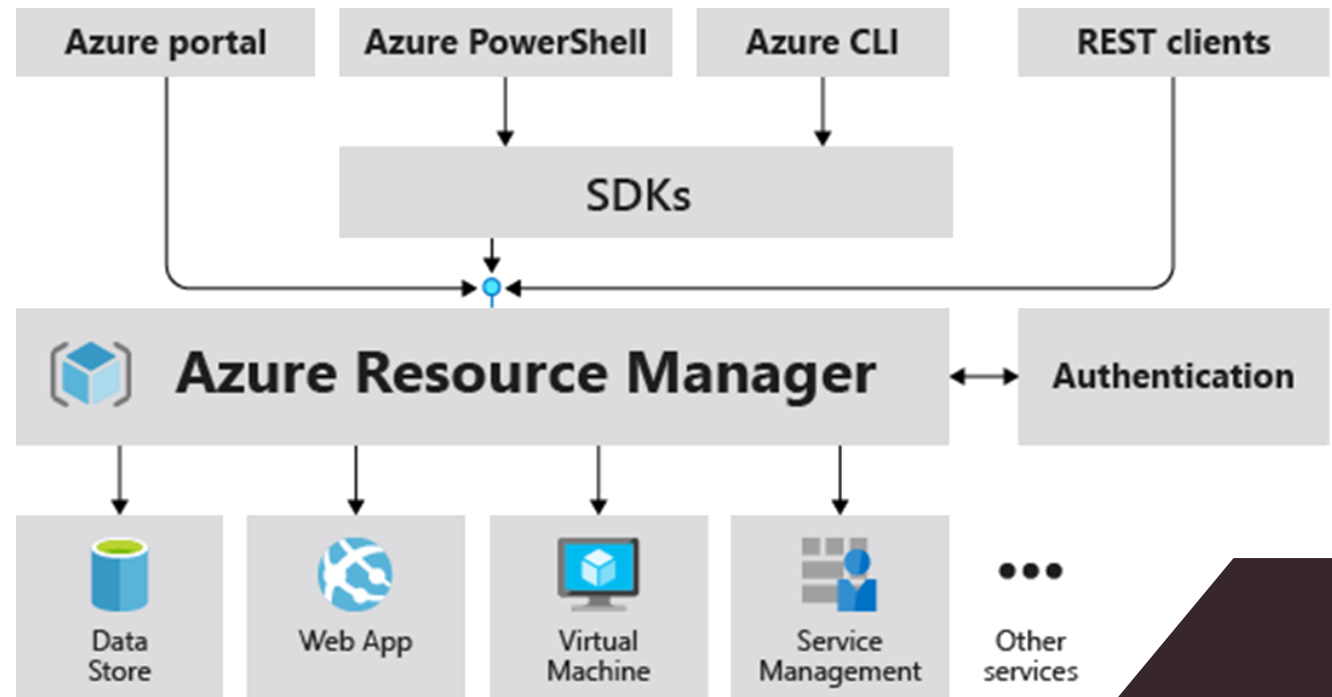 Azure portal
Azure PowerShell
Azure CLI
REST clients
SDKs
Azure Resource Manager
Authentication
Data
Store
Web App
Virtual
Machine
Service
Management
Other
services